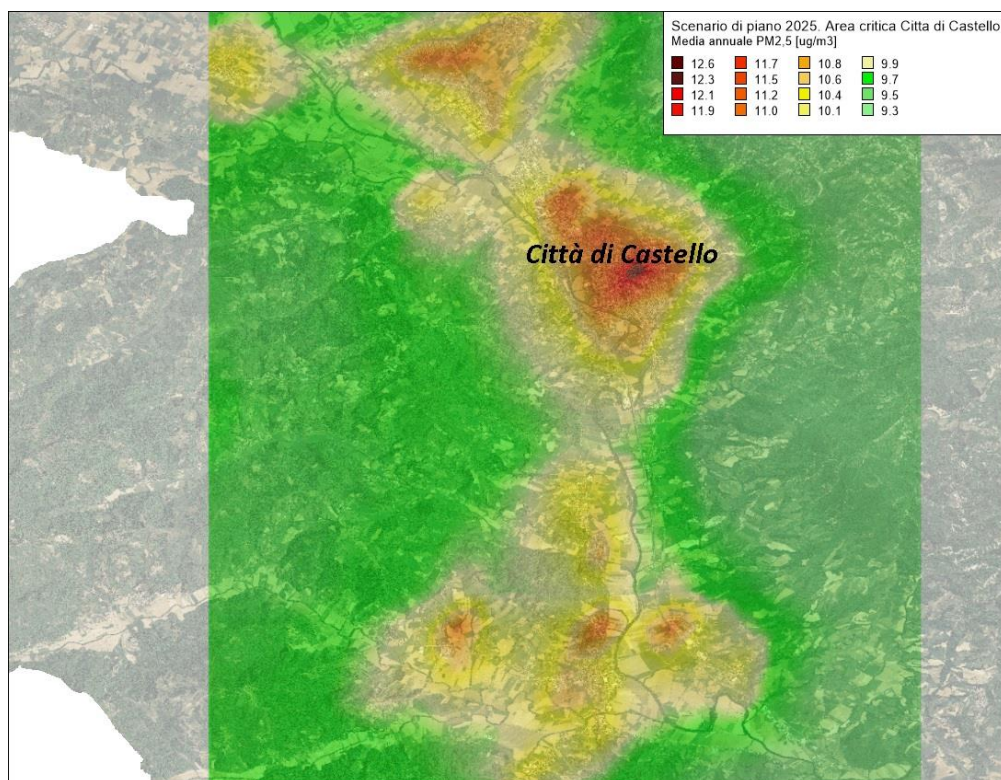 Scenario di piano 2025. Area critica Citta di Castello
Media annuale PM2,5 [ug/m3]
12.6 11.7 10.8 9.9
12.3 11.5 10.6 9.7
12.1 11.2 10.4 9.5
11.9 11.0 10.1 9.3
Città di Castello